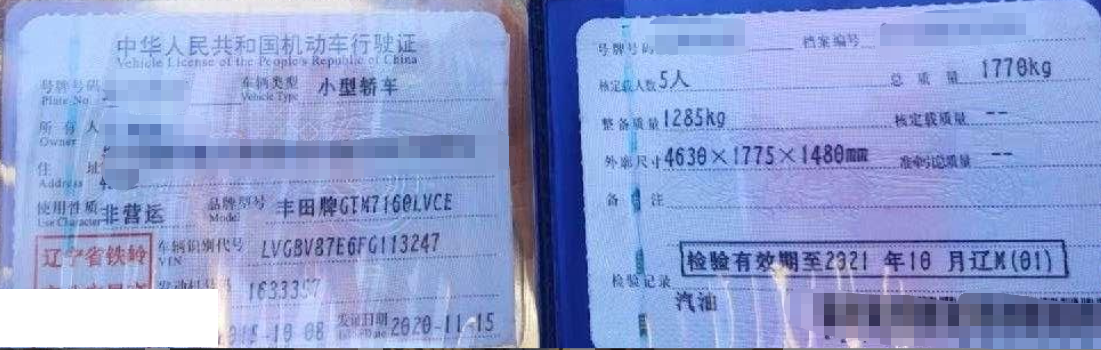 中华人民共和国机动车行驶证
Vehicle License of the People's Republic of China
号牌号码 车辆类型 小型轿车
Plate No. Vehicle Type
所有人
Owner
住址
Address
使用性质 非营运 品牌型号 丰田牌GTM7160LVCE
Use Character Model
辽宁省铁岭 车辆识别代号 LVGBV87E6FG113247
VIN
发证日期 2020-11-15
号牌号码 档案编号
核定载人数 5人 总质量 1770kg
整备质量 1285kg 核定载质量 --
外廓尺寸 4630×1775×1480mm 准牵引总质量 --
备注
检验有效期至2021年10月辽M(01)
检验记录
汽油